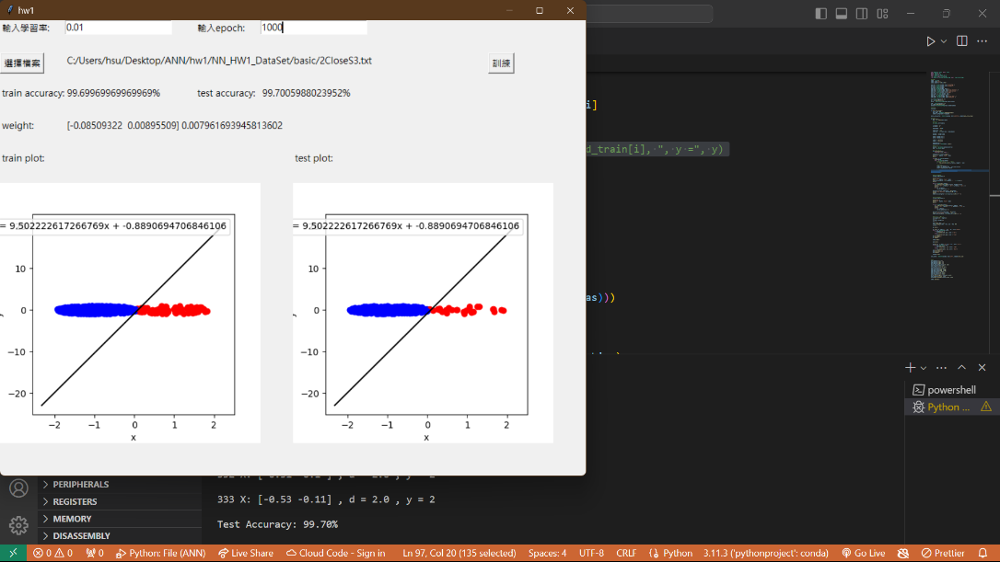 hw1
輸入學習率: 0.01 輸入epoch: 1000
選擇檔案 C:/Users/hsu/Desktop/ANN/hw1/NN_HW1_DataSet/basic/2CloseS3.txt 訓練
train accuracy: 99.69969969969969% test accuracy: 99.7005988023952%
weight: [-0.08509322 0.00895509] 0.007961693945813602
train plot: test plot:
= 9.502222617266769x + -0.8890694706846106 = 9.502222617266769x + -0.8890694706846106
10 10
0 0
−10 −10
−20 −20
−2 −1 0 1 2 −2 −1 0 1 2
x x
i]
d_train[i], ", y =", y)
as)))
powershell
Python ...
PERIPHERALS
REGISTERS
MEMORY
DISASSEMBLY
333 X: [-0.53 -0.11] , d = 2.0 , y = 2
Test Accuracy: 99.70%
0 0 0 Python: File (ANN) Live Share Cloud Code - Sign in Ln 97, Col 20 (135 selected) Spaces: 4 UTF-8 CRLF Python 3.11.3 ('pythonproject': conda) Go Live Prettier